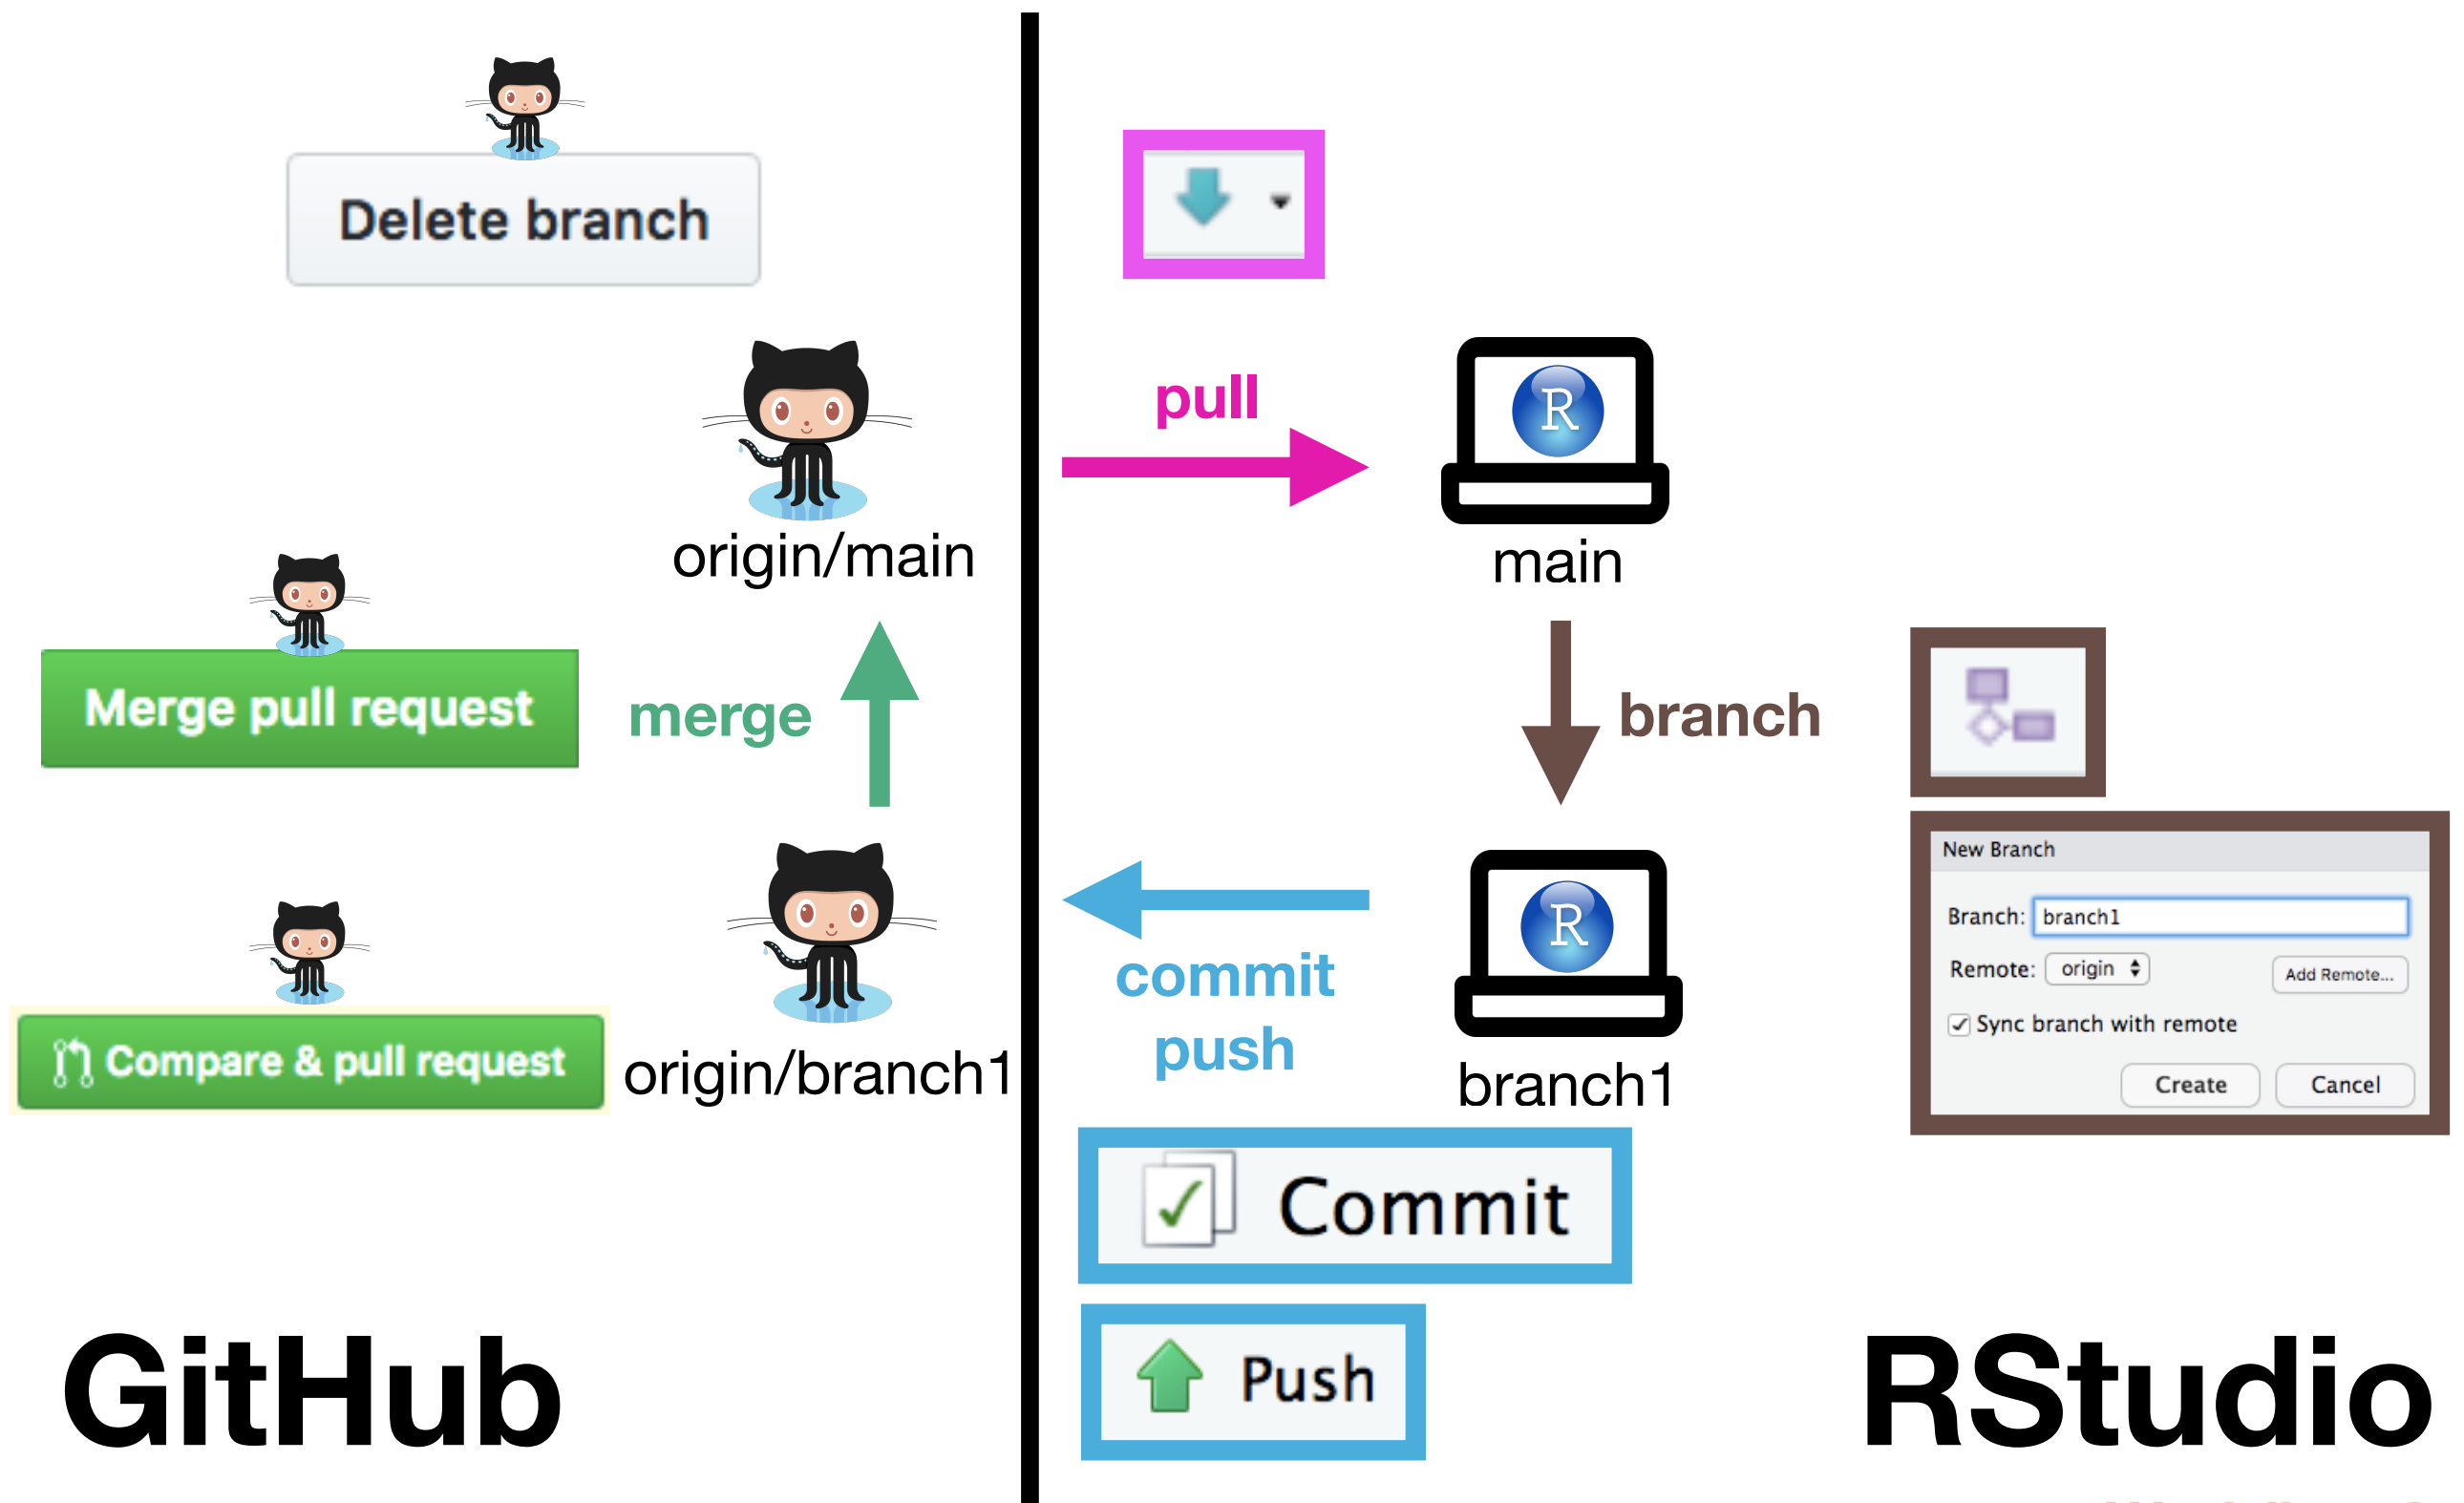 Delete branch
pull
R
origin/main
main
Merge pull request
merge
branch
New Branch
Branch: branch1
Remote: origin
Add Remote...
Sync branch with remote
Create
Cancel
R
commit
push
Compare & pull request
origin/branch1
branch1
Commit
Push
GitHub
RStudio